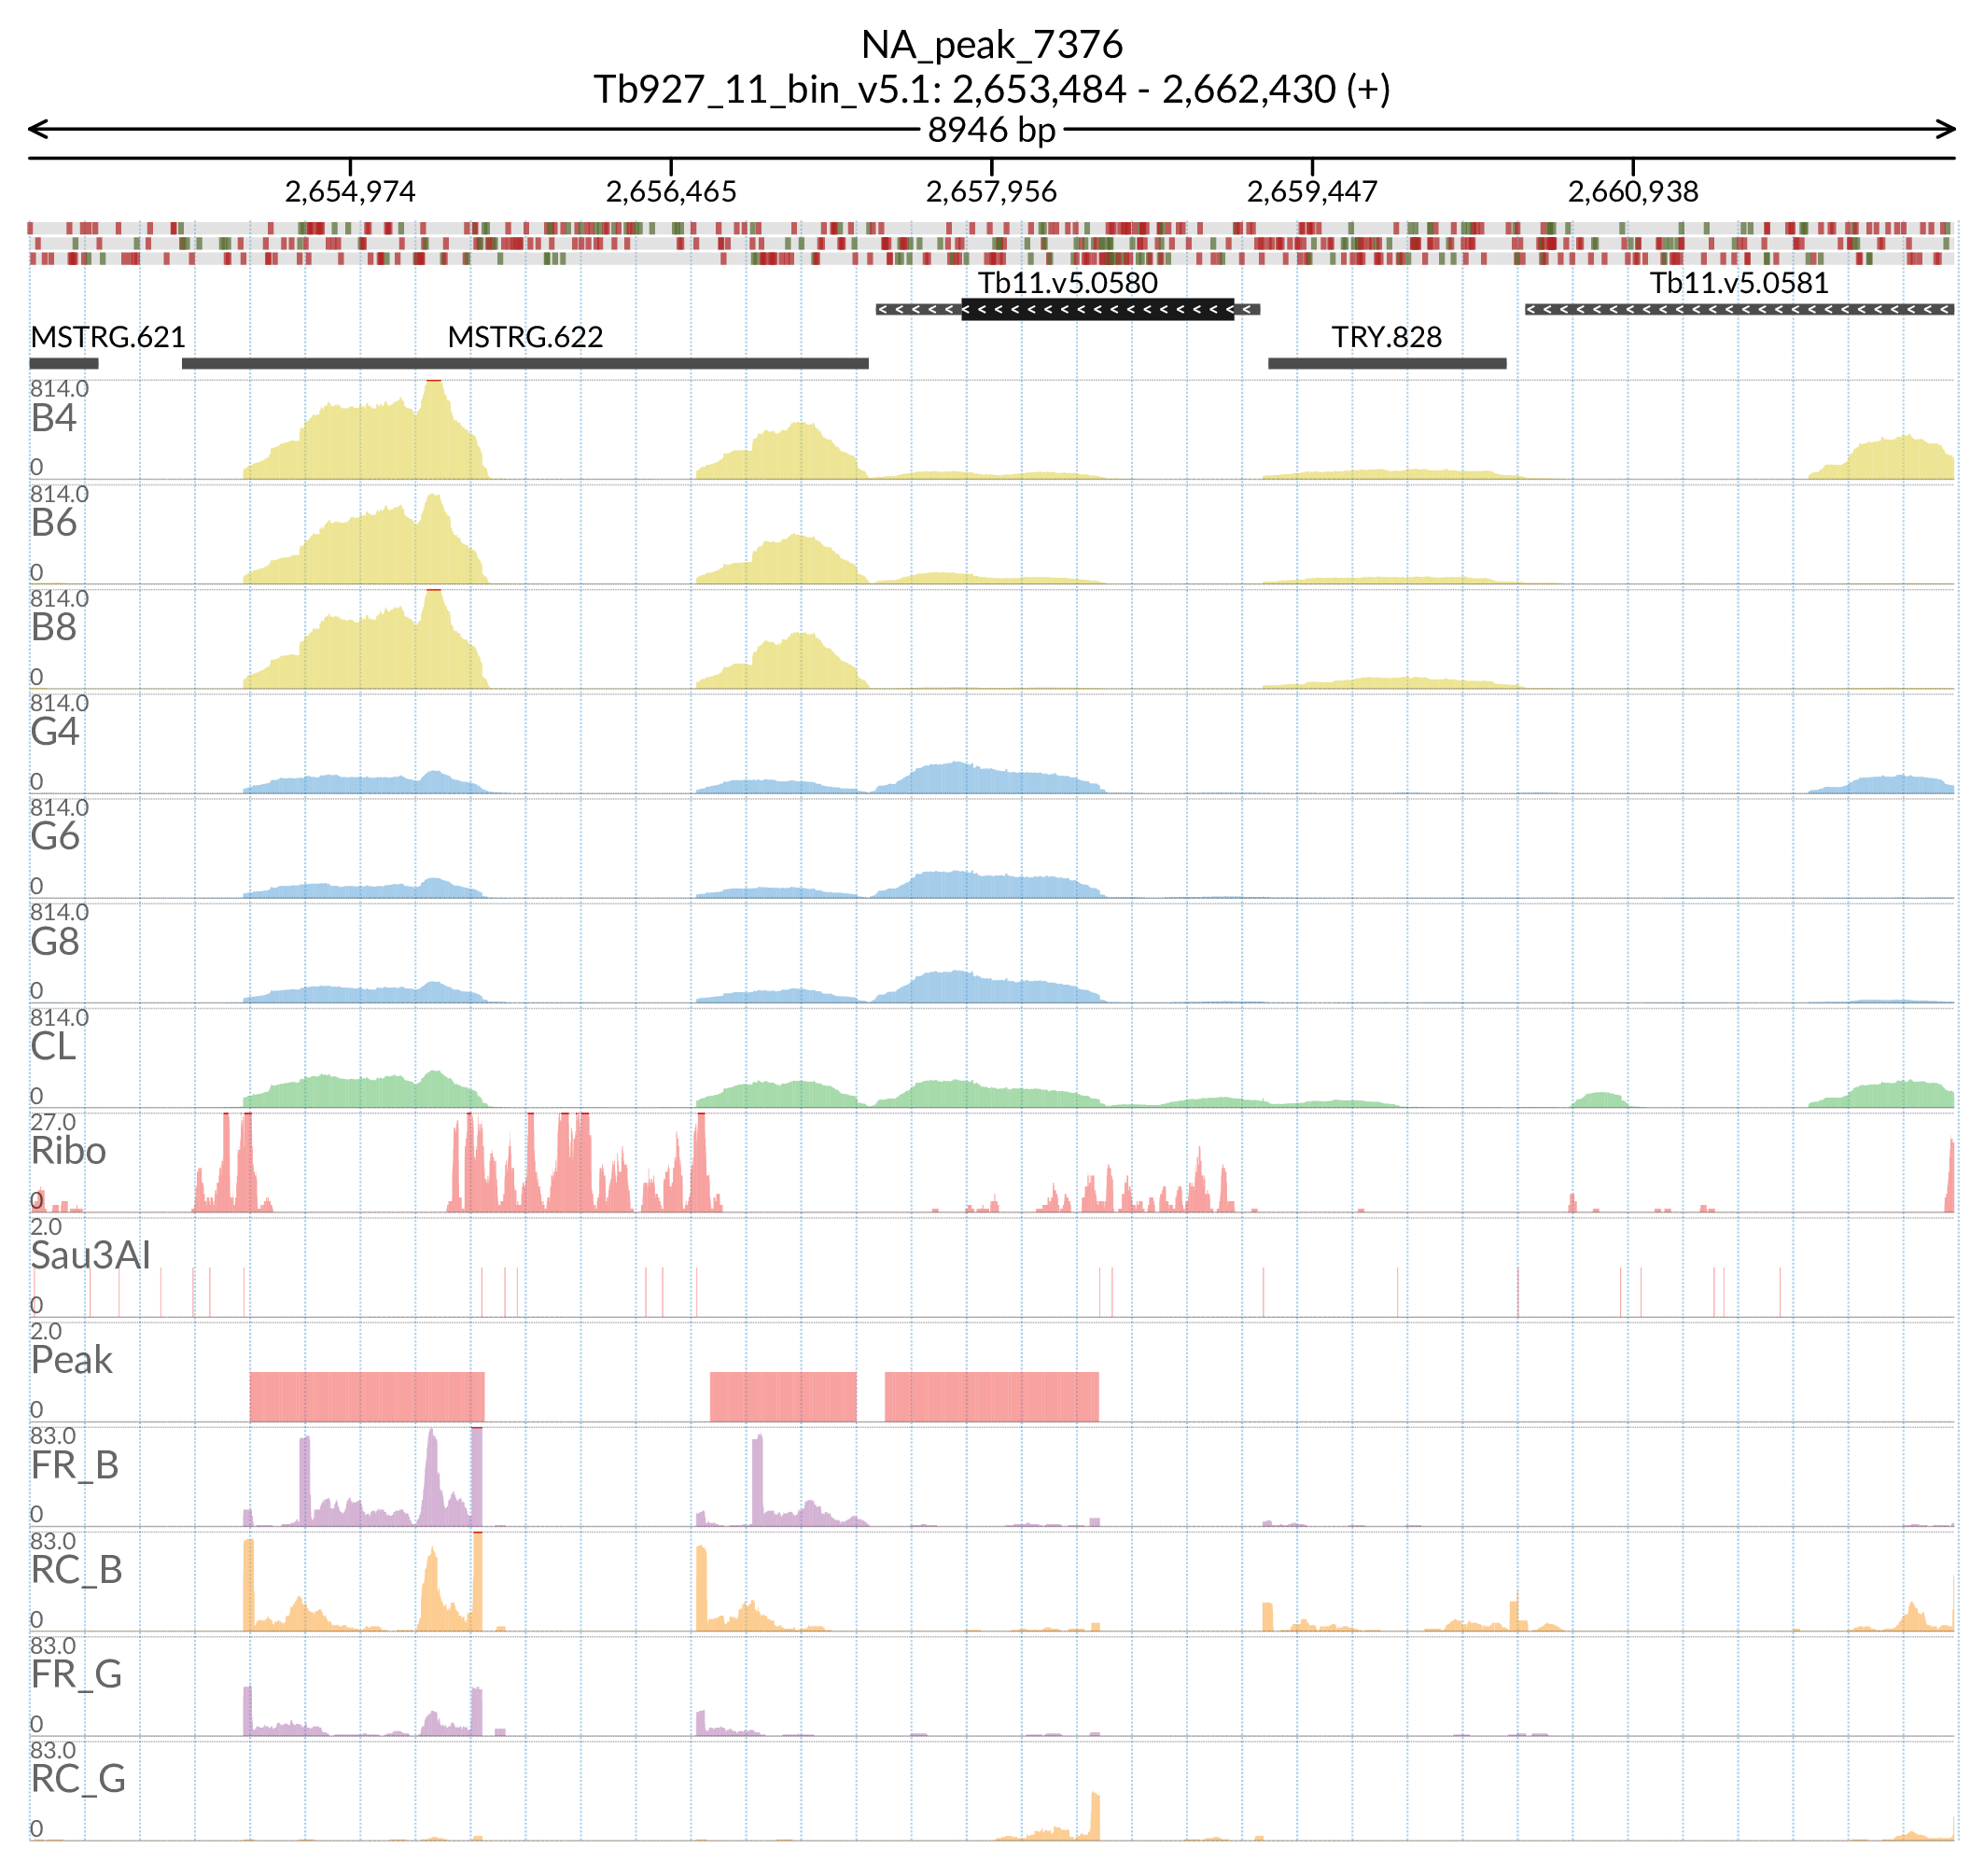 NA_peak_7376
Tb927_11_bin_v5.1: 2,653,484 - 2,662,430 (+)
8946 bp
2,654,974 2,656,465 2,657,956 2,659,447 2,660,938
Tb11.v5.0580 Tb11.v5.0581
MSTRG.621 MSTRG.622 TRY.828
814.0
B4
0
814.0
B6
0
814.0
B8
0
814.0
G4
0
814.0
G6
0
814.0
G8
0
814.0
CL
0
27.0
Ribo
0
2.0
Sau3AI
0
2.0
Peak
0
83.0
FR_B
0
83.0
RC_B
0
83.0
FR_G
0
83.0
RC_G
0